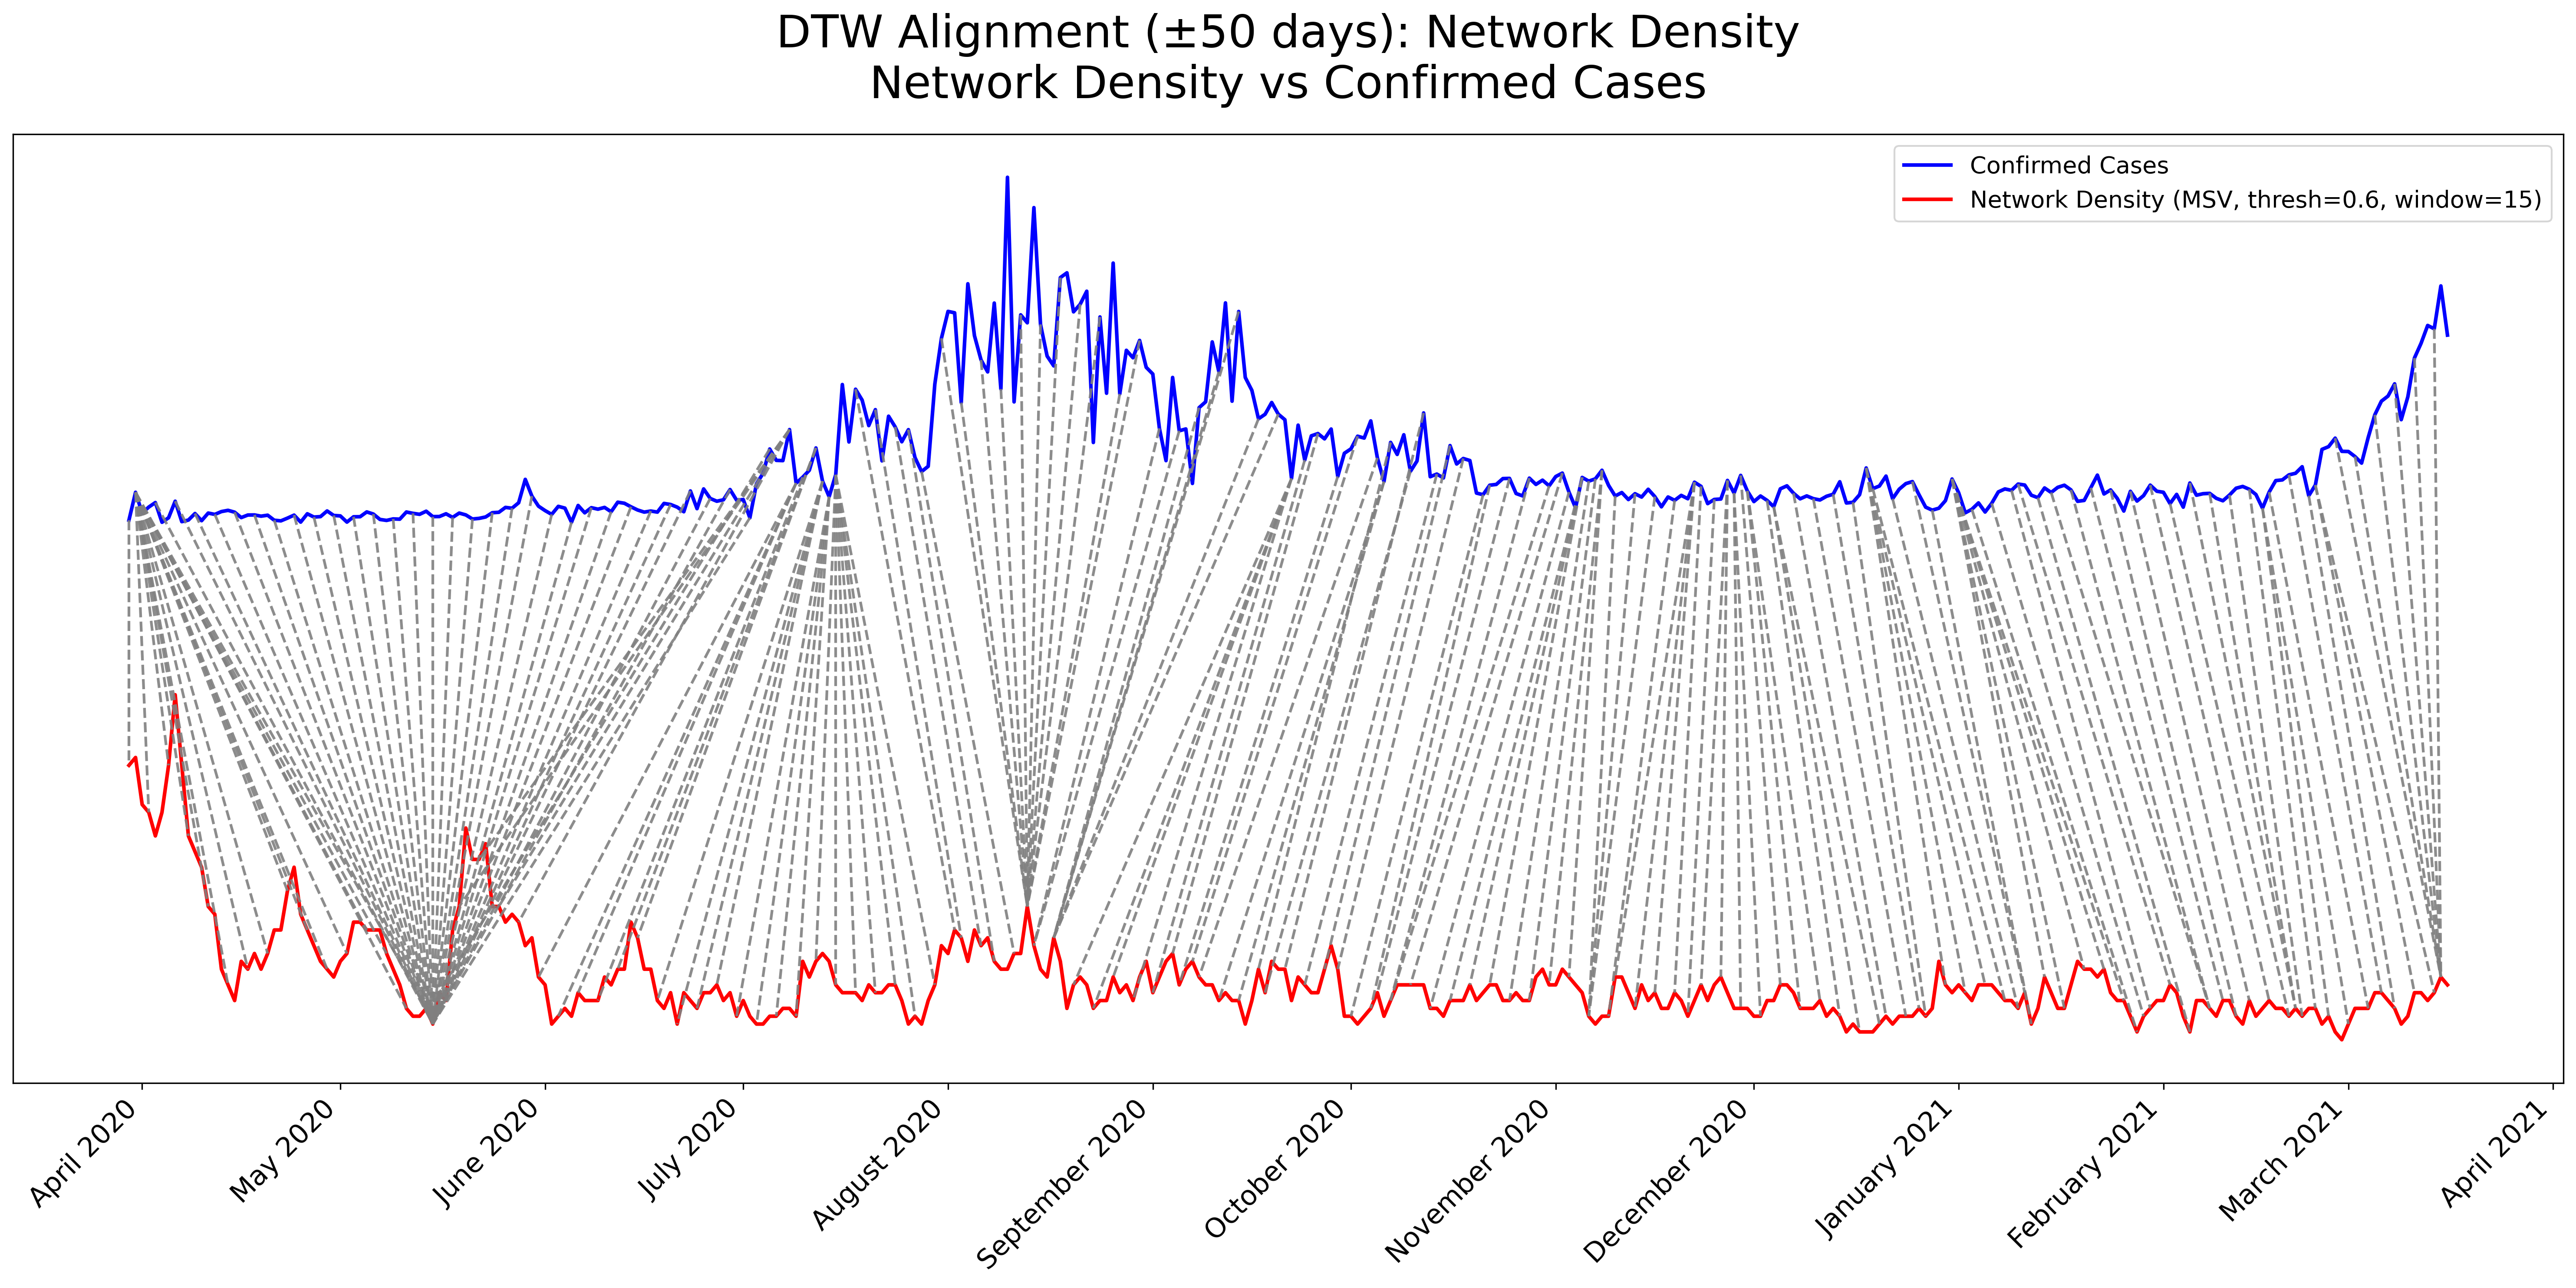 DTW Alignment (±50 days): Network Density
Network Density vs Confirmed Cases
Confirmed Cases
Network Density (MSV, thresh=0.6, window=15)
April 2020
May 2020
June 2020
July 2020
August 2020
September 2020
October 2020
November 2020
December 2020
January 2021
February 2021
March 2021
April 2021